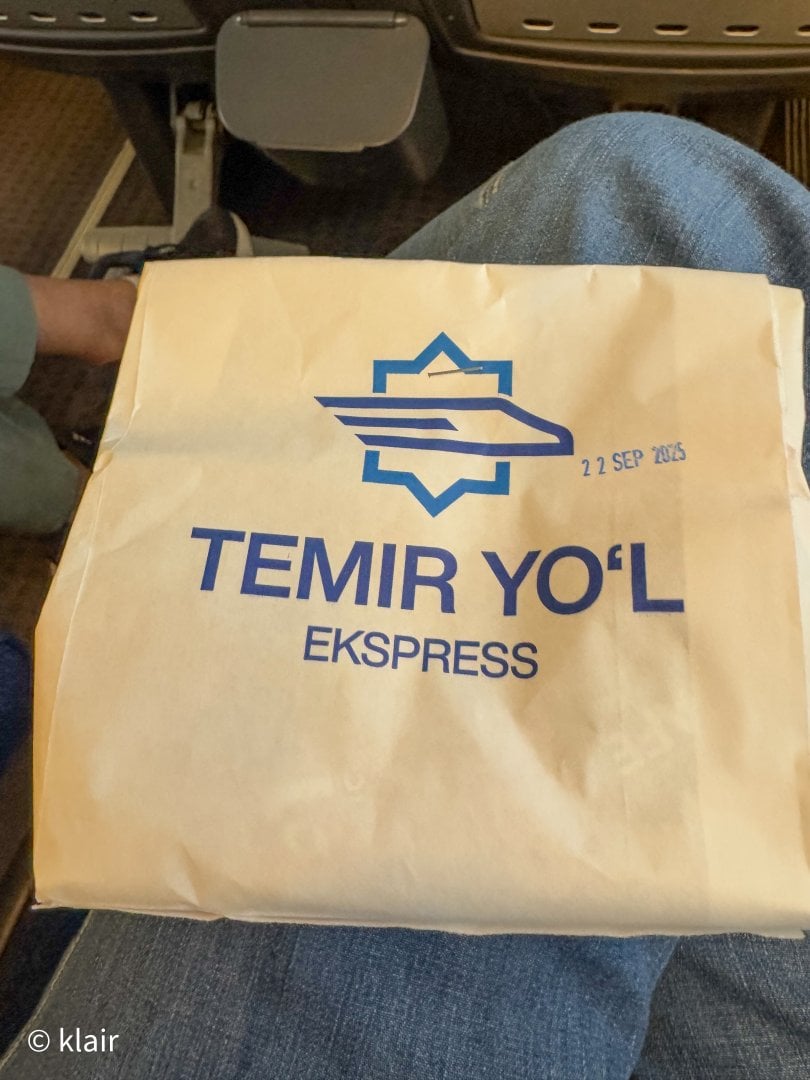 22 SEP 2025
TEMIR YO‘L
EKSPRESS
© klair